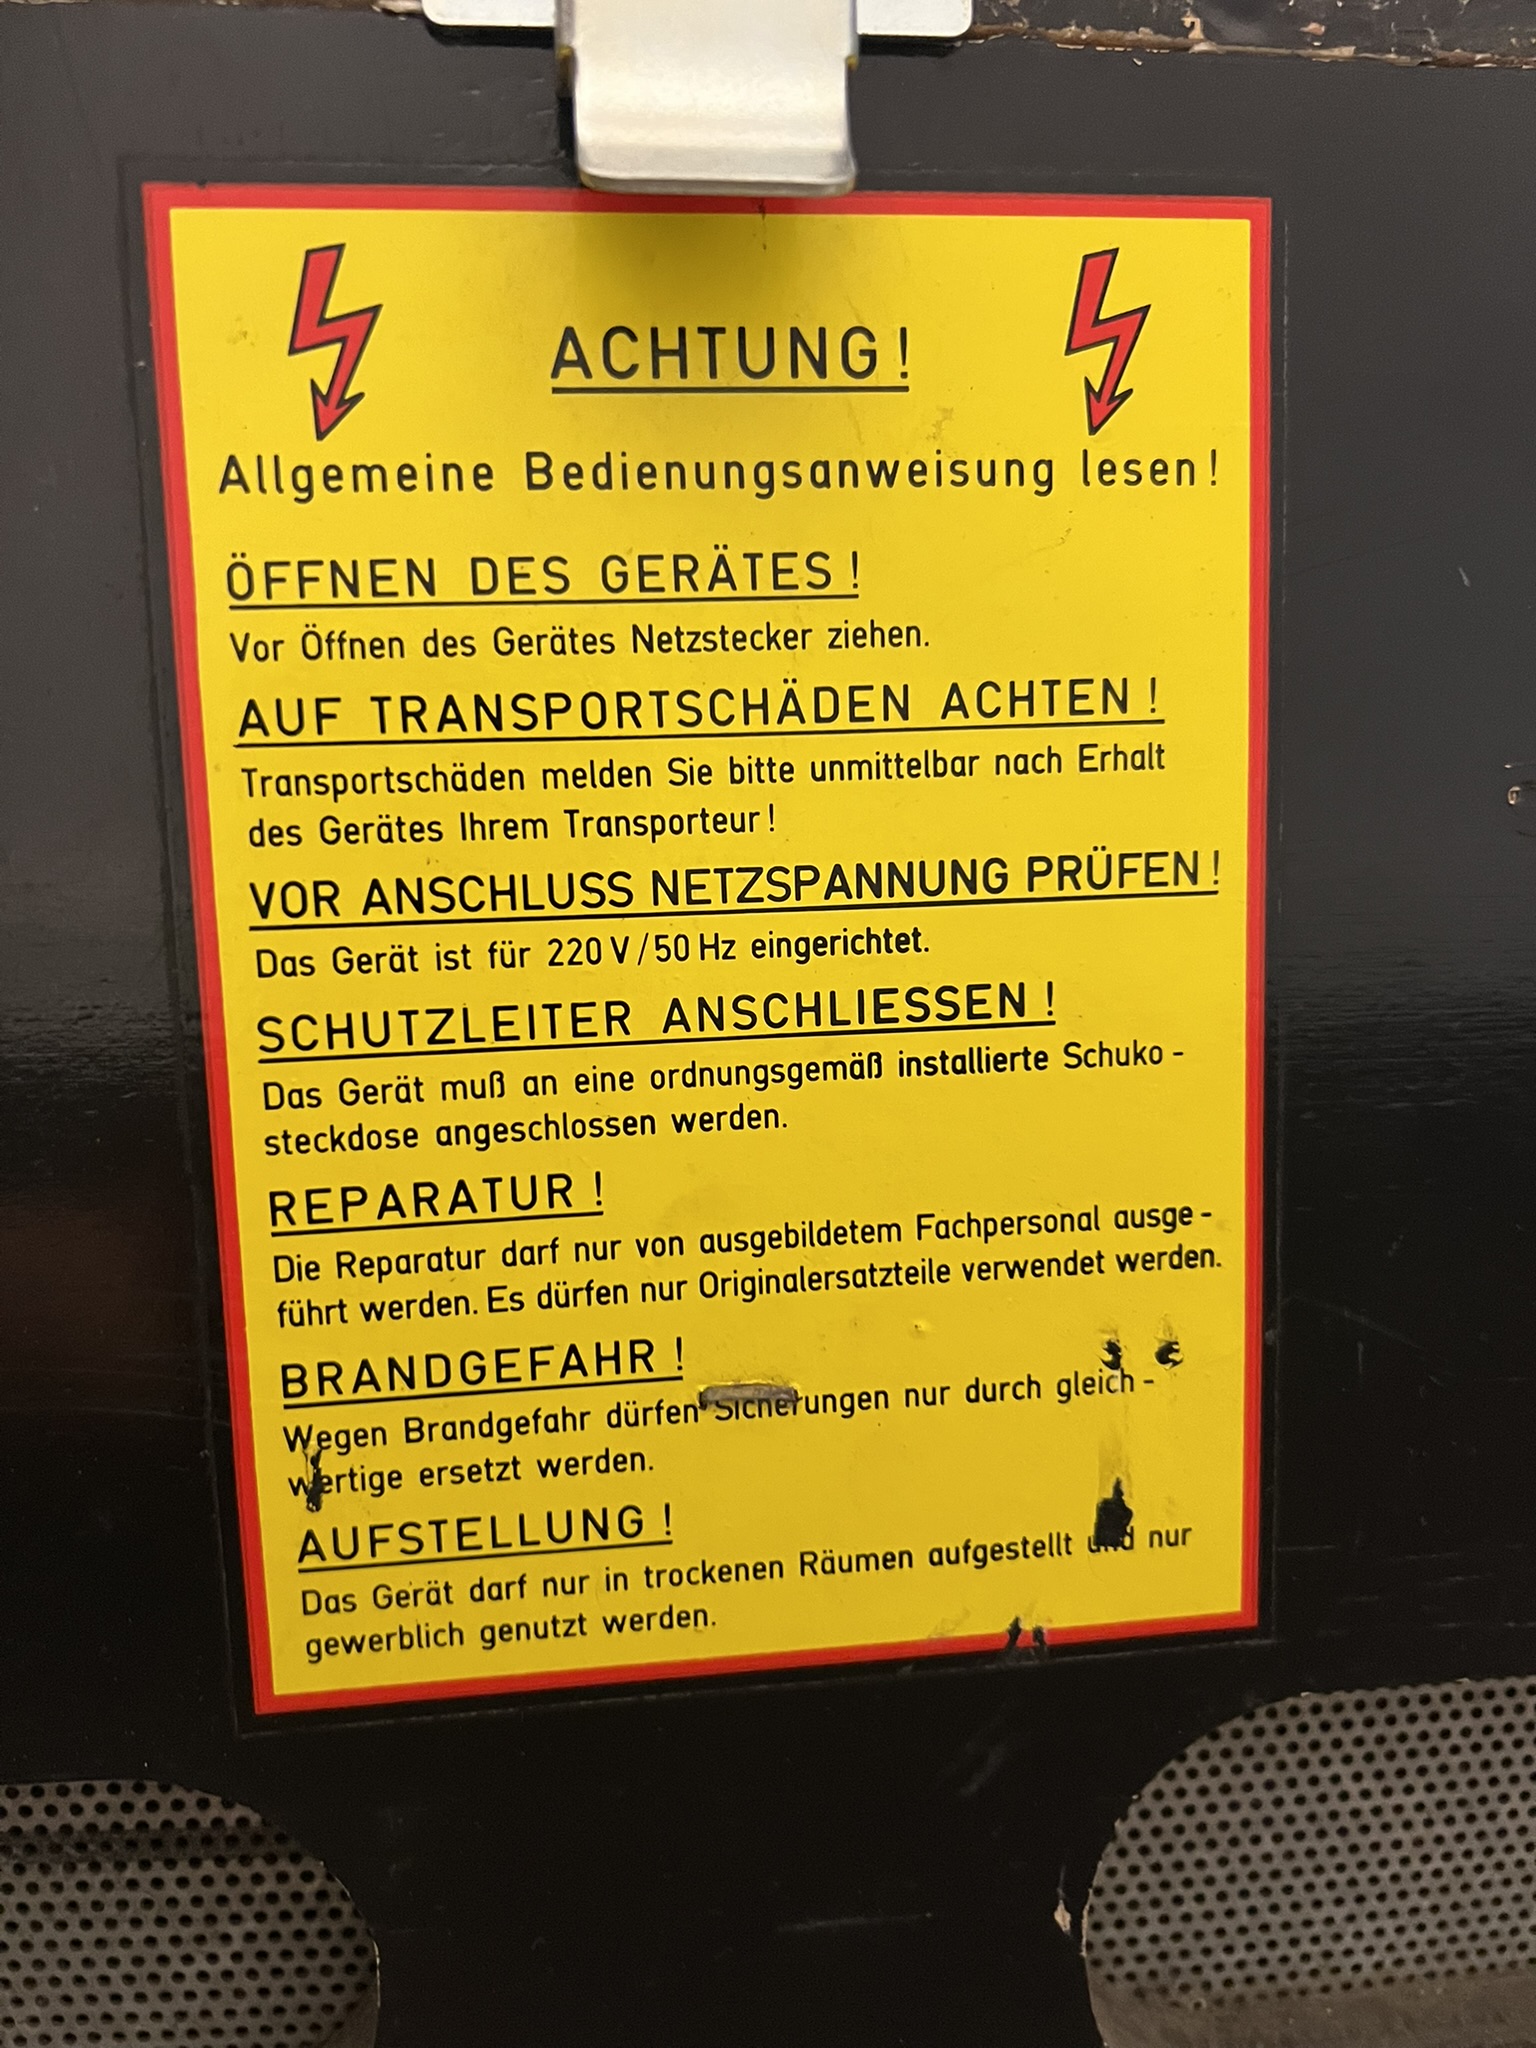 ACHTUNG!
Allgemeine Bedienungsanweisung lesen!
ÖFFNEN DES GERÄTES!
Vor Öffnen des Gerätes Netzstecker ziehen.
AUF TRANSPORTSCHÄDEN ACHTEN!
Transportschäden melden Sie bitte unmittelbar nach Erhalt
des Gerätes Ihrem Transporteur!
VOR ANSCHLUSS NETZSPANNUNG PRÜFEN!
Das Gerät ist für 220 V/50 Hz eingerichtet.
SCHUTZLEITER ANSCHLIESSEN!
Das Gerät muß an eine ordnungsgemäß installierte Schuko-
steckdose angeschlossen werden.
REPARATUR!
Die Reparatur darf nur von ausgebildetem Fachpersonal ausge-
führt werden. Es dürfen nur Originalersatzteile verwendet werden.
BRANDGEFAHR!
Wegen Brandgefahr dürfen Sicherungen nur durch gleich-
wertige ersetzt werden.
AUFSTELLUNG!
Das Gerät darf nur in trockenen Räumen aufgestellt und nur
gewerblich genutzt werden.